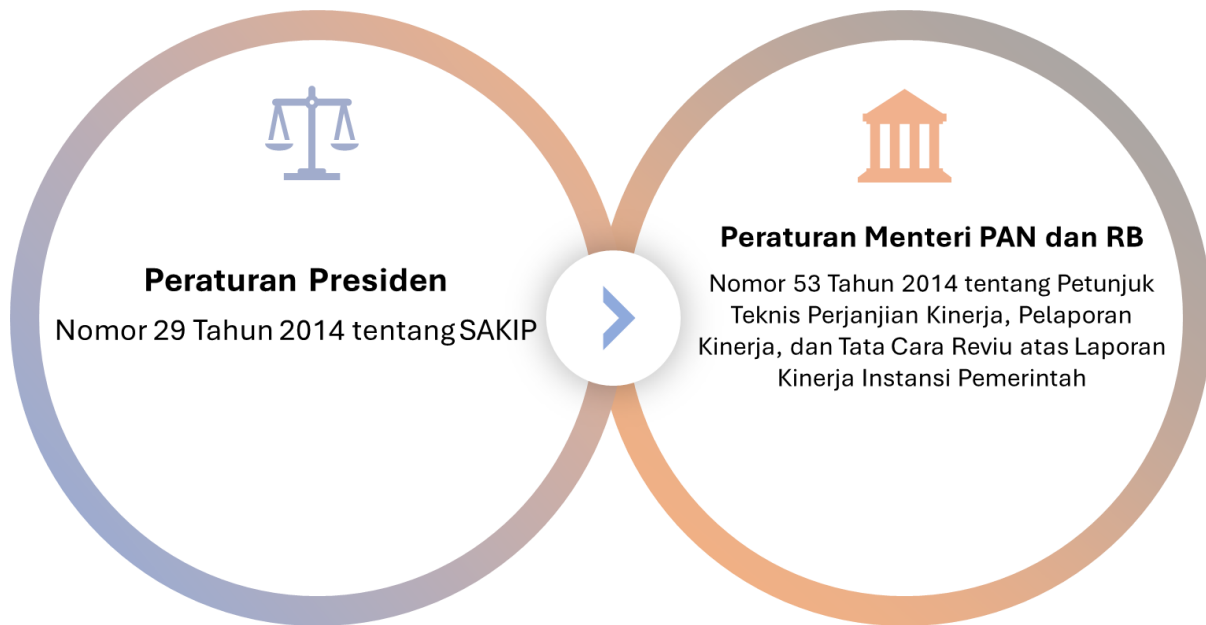 Peraturan Presiden
Nomor 29 Tahun 2014 tentang SAKIP
Peraturan Menteri PAN dan RB
Nomor 53 Tahun 2014 tentang Petunjuk
Teknis Perjanjian Kinerja, Pelaporan
Kinerja, dan Tata Cara Reviu atas Laporan
Kinerja Instansi Pemerintah